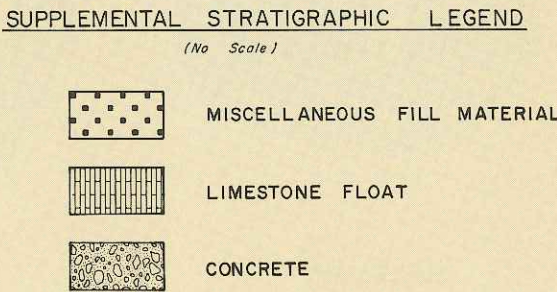 SUPPLEMENTAL STRATIGRAPHIC LEGEND
(No Scale)
MISCELLANEOUS FILL MATERIAL
LIMESTONE FLOAT
CONCRETE